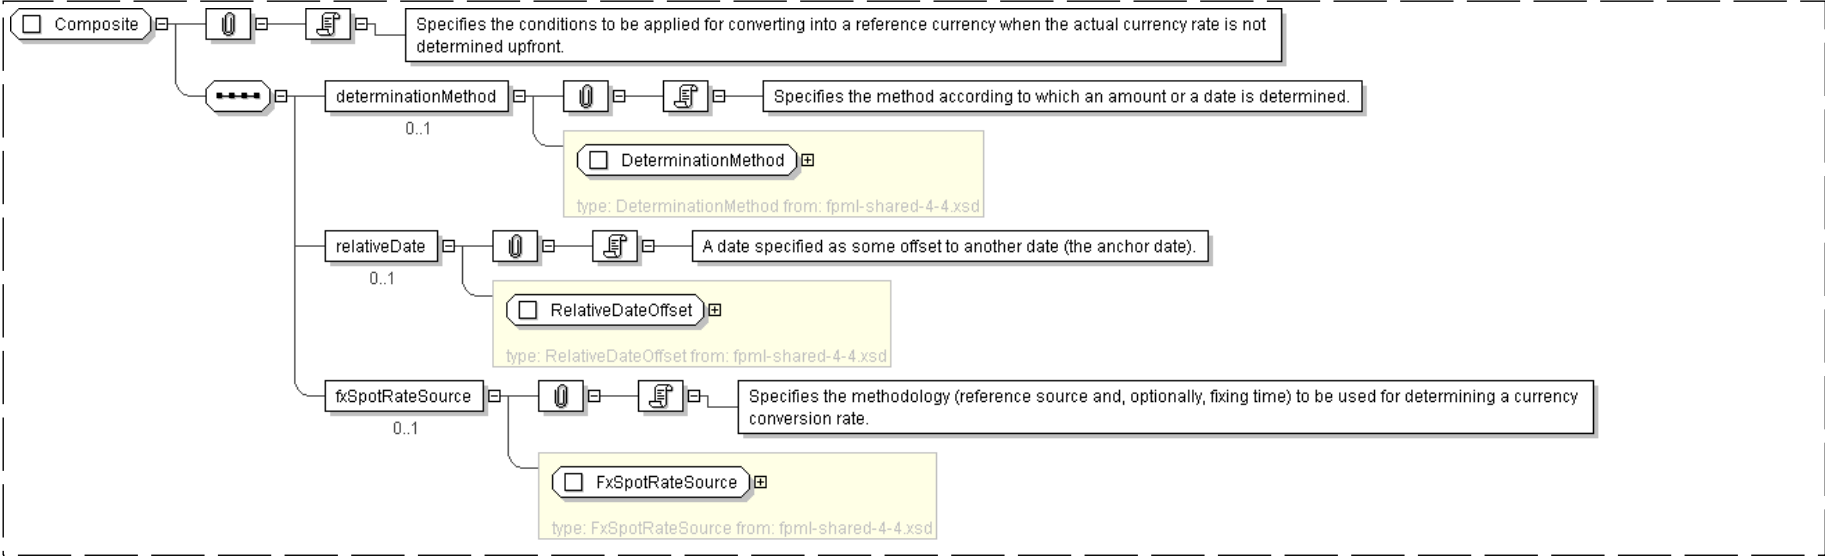 Composite
Specifies the conditions to be applied for converting into a reference currency when the actual currency rate is not
determined upfront.
determinationMethod
Specifies the method according to which an amount or a date is determined.
0..1
DeterminationMethod
type: DeterminationMethod from: fpml-shared-4-4.xsd
relativeDate
A date specified as some offset to another date (the anchor date).
0..1
RelativeDateOffset
type: RelativeDateOffset from: fpml-shared-4-4.xsd
fxSpotRateSource
Specifies the methodology (reference source and, optionally, fixing time) to be used for determining a currency
conversion rate.
0..1
FxSpotRateSource
type: FxSpotRateSource from: fpml-shared-4-4.xsd